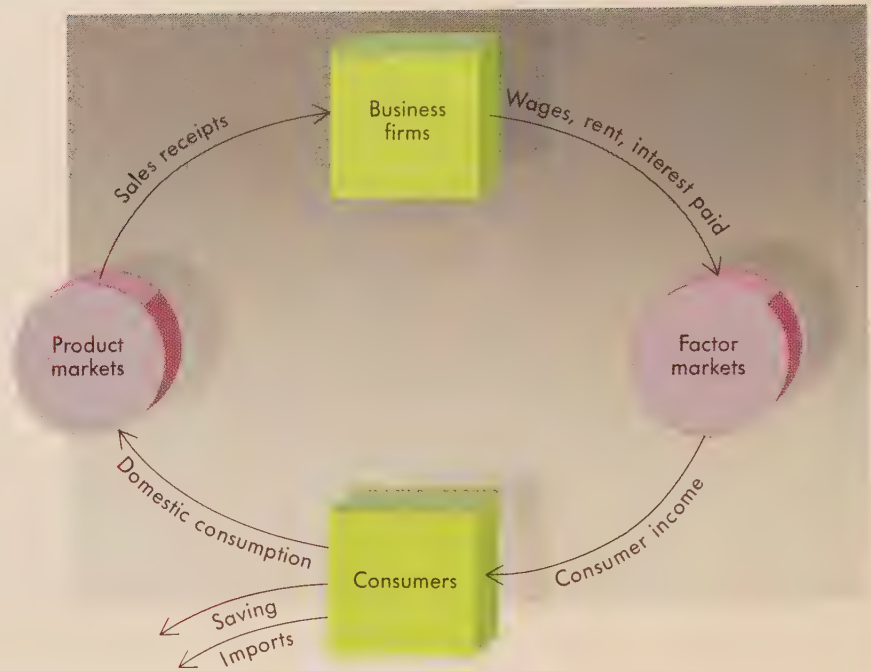 Business
firms
Sales receipts
Wages, rent, interest paid
Product
markets
Factor
markets
Domestic consumption
Consumer income
Consumers
Saving
Imports